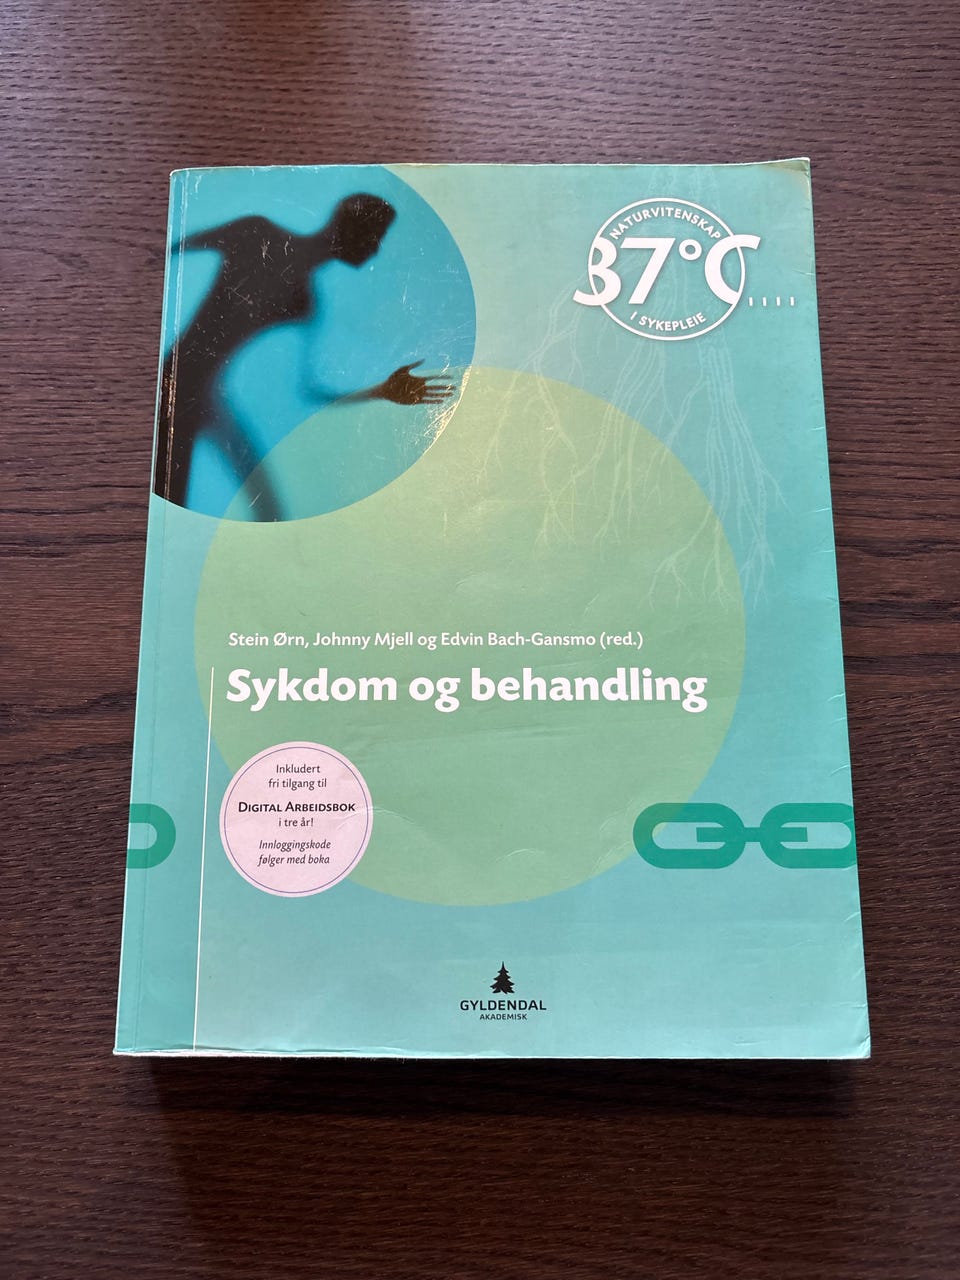 NATURVITENSKAP
37°C
I SYKEPLEIE
Stein Ørn, Johnny Mjell og Edvin Bach-Gansmo (red.)
Sykdom og behandling
Inkludert
fri tilgang til
DIGITAL ARBEIDSBOK
i tre år!
Innloggingskode
følger med boka
GYLDENDAL
AKADEMISK